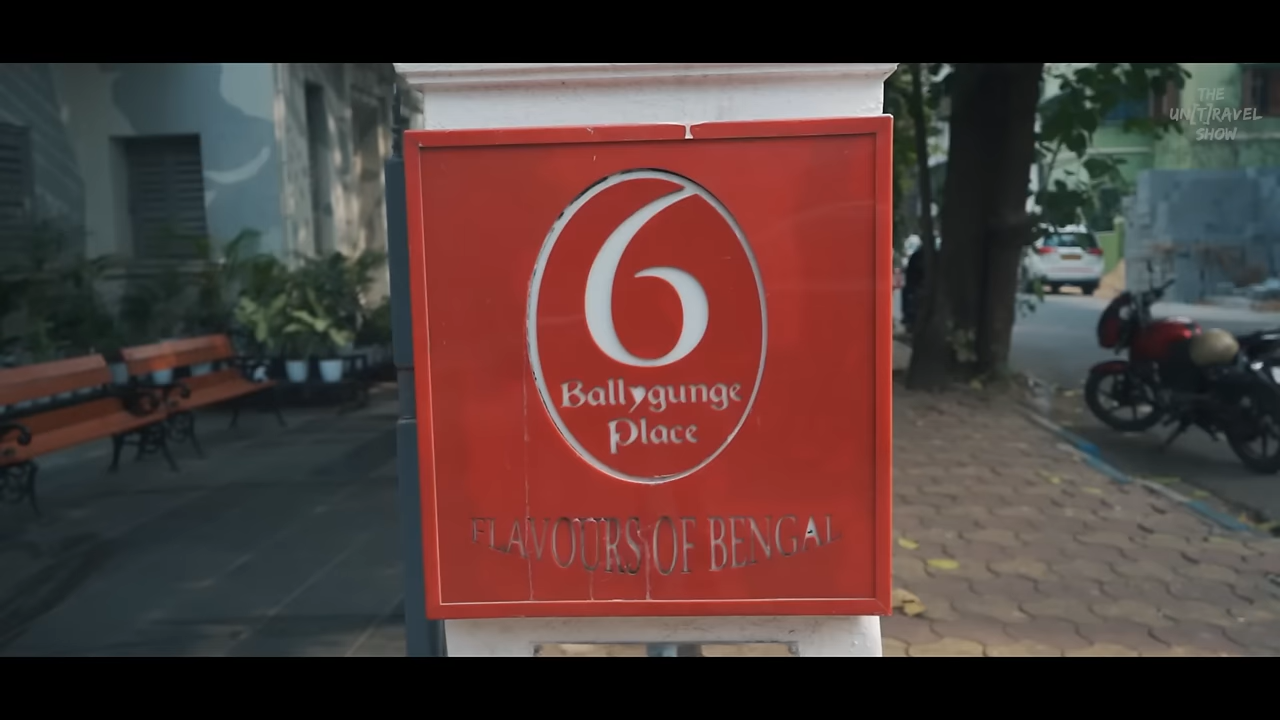 6
Ballygunge
Place
FLAVOURS OF BENGAL
THE
UN[T]RAVEL
SHOW